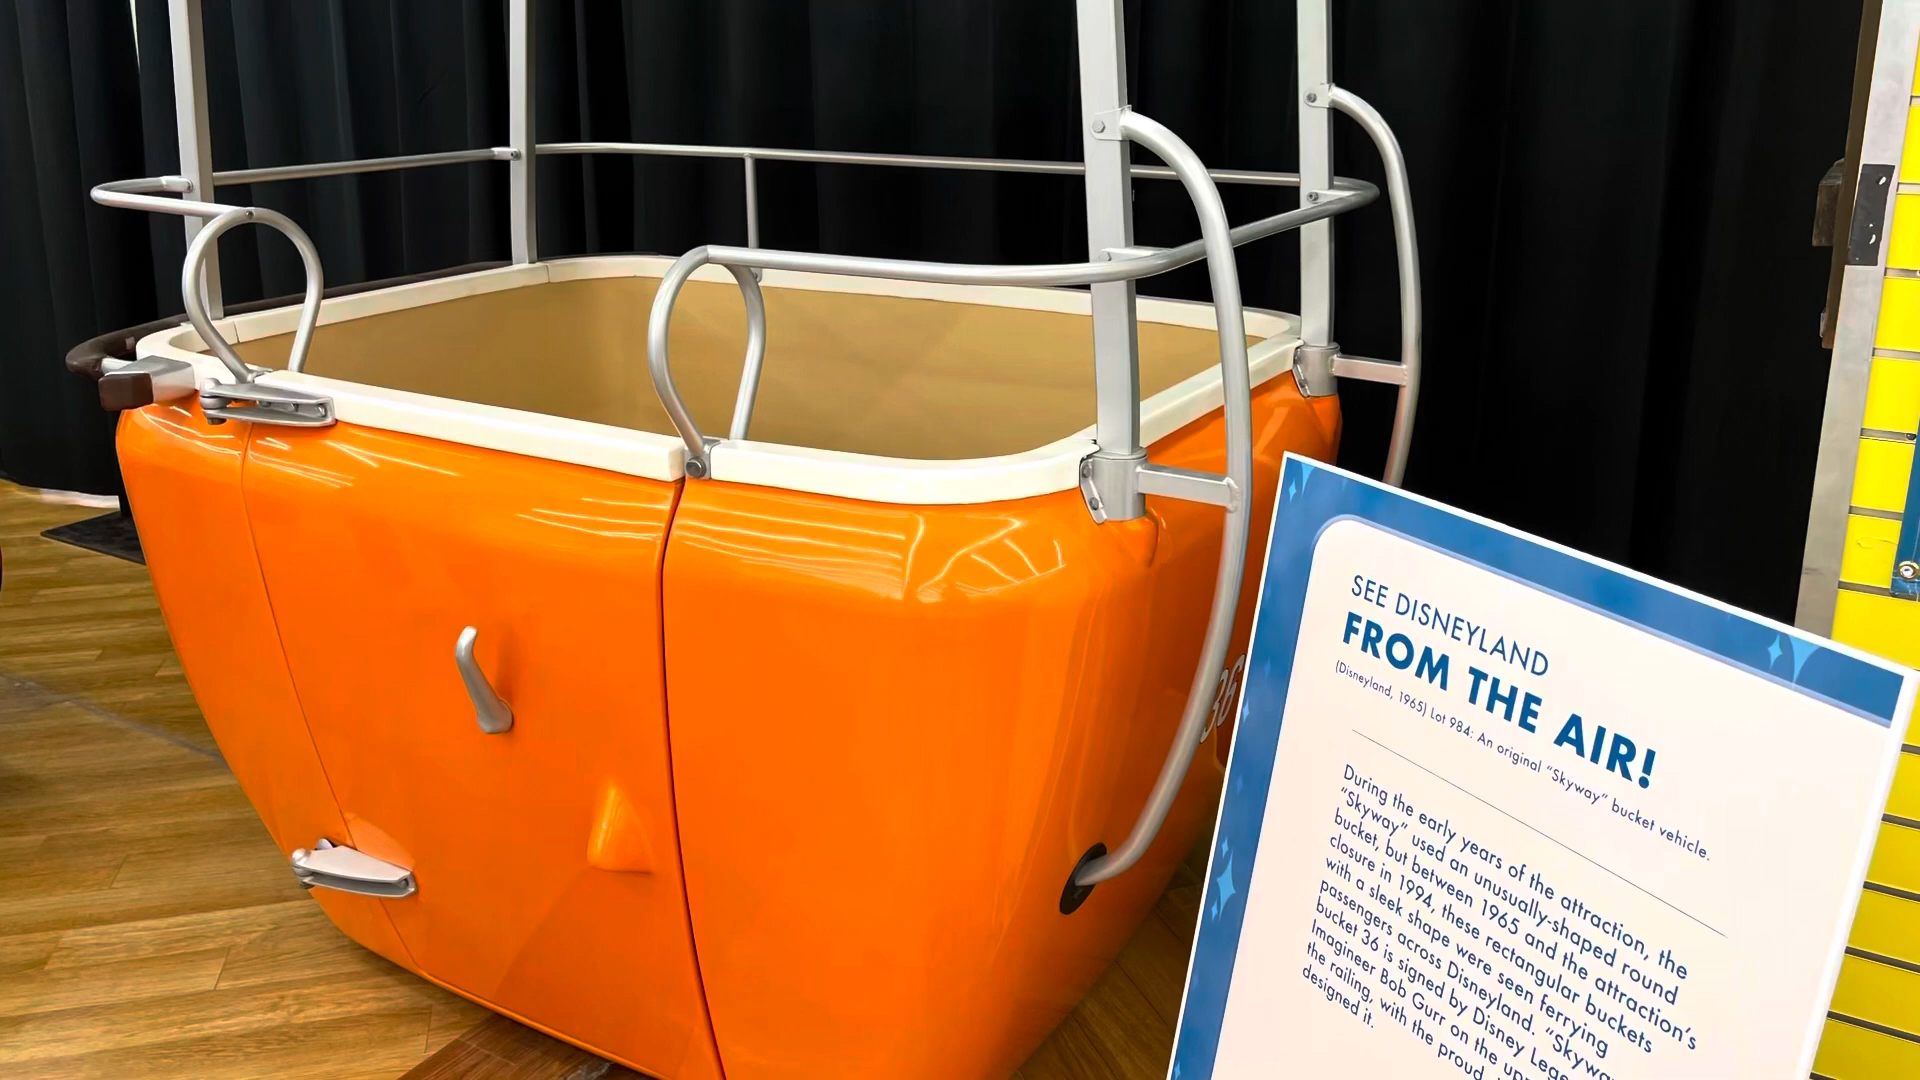 SEE DISNEYLAND
FROM THE AIR!
(Disneyland, 1965) Lot 984: An original “Skyway” bucket vehicle.
During the early years of the attraction, the
“Skyway” used an unusually-shaped round
bucket, but between 1965 and the attraction’s
closure in 1994, these rectangular buckets
with a sleek shape were seen ferrying
passengers across Disneyland. “Skyway
bucket 36 is signed by Disney
Imagineer Bob Gurr on the
the railing, with the proud
designed it.
36